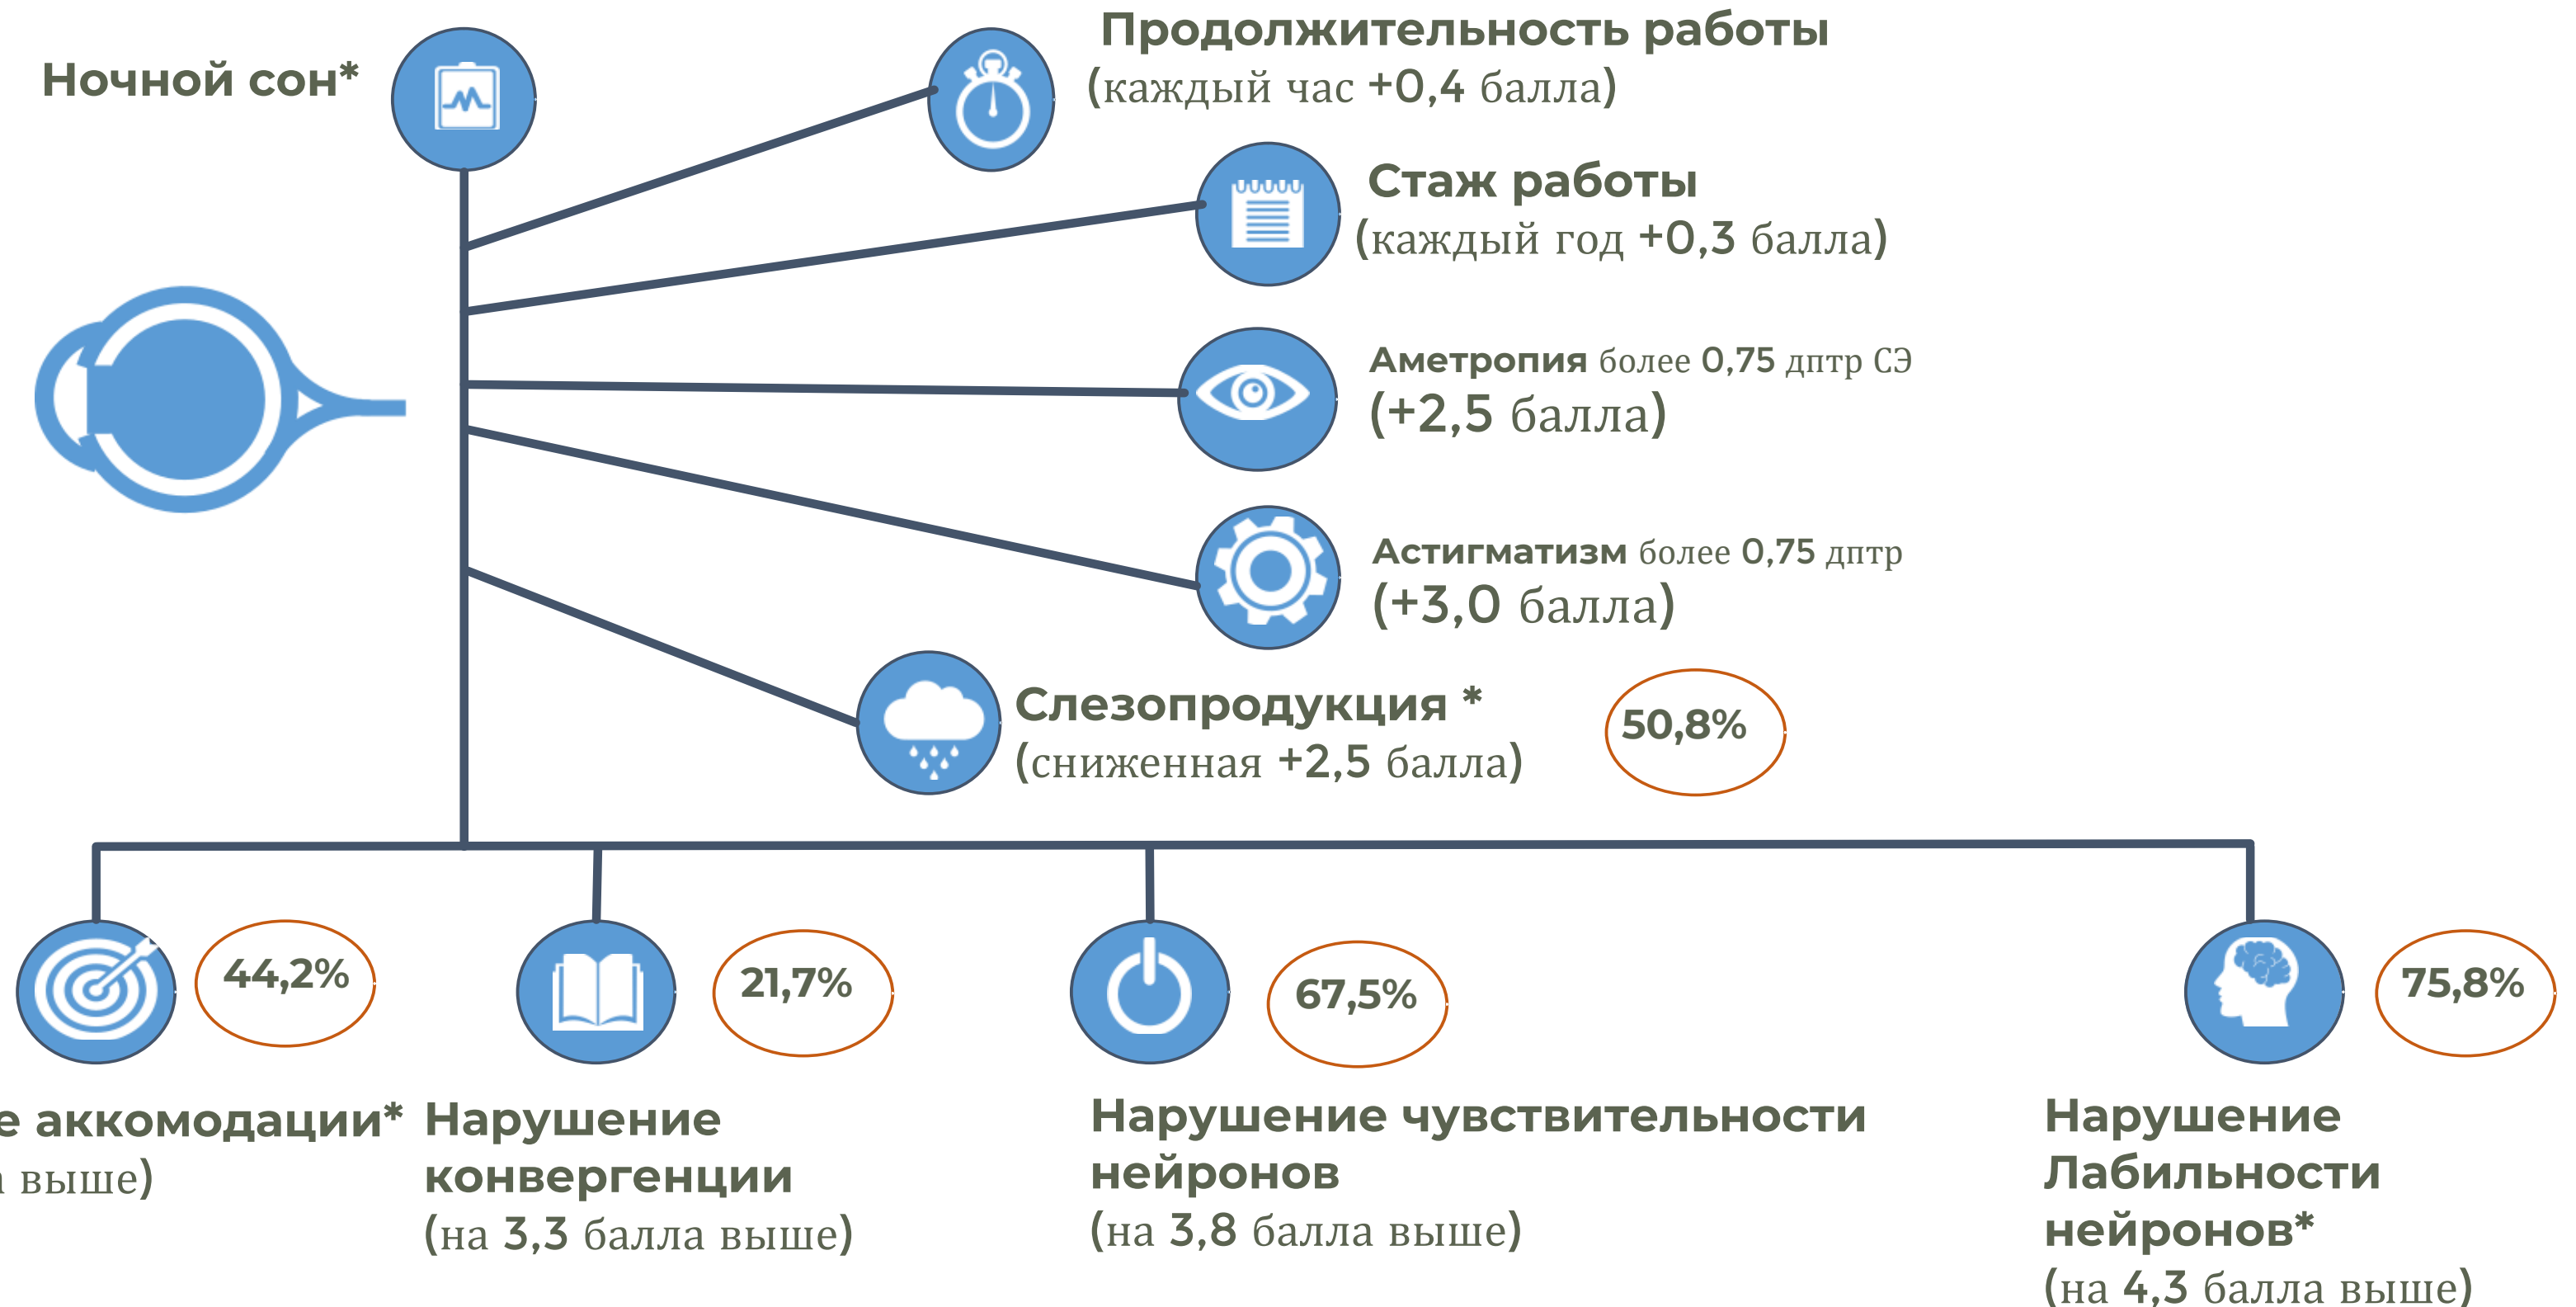 Ночной сон*
Продолжительность работы
(каждый час +0,4 балла)
Стаж работы
(каждый год +0,3 балла)
Аметропия более 0,75 дптр СЭ
(+2,5 балла)
Астигматизм более 0,75 дптр
(+3,0 балла)
Слезопродукция *
(сниженная +2,5 балла)
50,8%
44,2%
21,7%
67,5%
75,8%
аккомодации*
выше)
Нарушение
конвергенции
(на 3,3 балла выше)
Нарушение чувствительности
нейронов
(на 3,8 балла выше)
Нарушение
Лабильности
нейронов*
(на 4,3 балла выше)